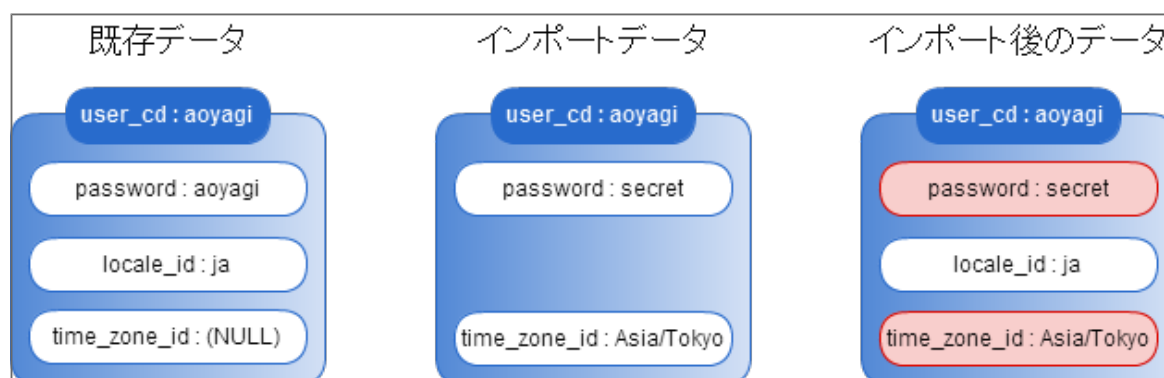 既存データ
インポートデータ
インポート後のデータ
user_cd : aoyagi
user_cd : aoyagi
user_cd : aoyagi
password : aoyagi
password : secret
password : secret
locale_id : ja
locale_id : ja
time_zone_id : (NULL)
time_zone_id : Asia/Tokyo
time_zone_id : Asia/Tokyo